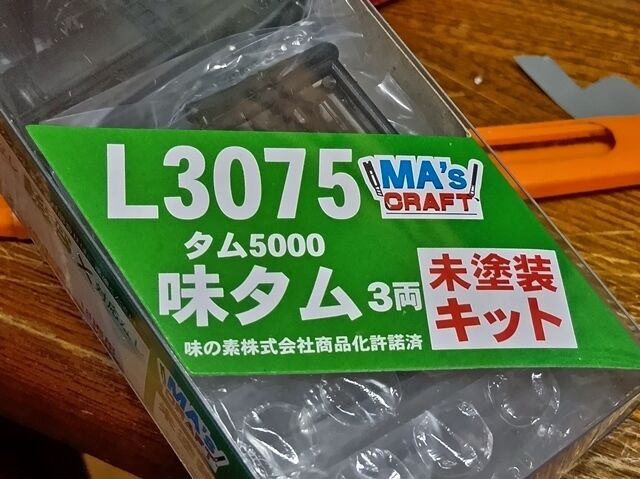 L3075
MA's
CRAFT
タム5000
味タム 3両
未塗装
キット
味の素株式会社商品化許諾済
MA's